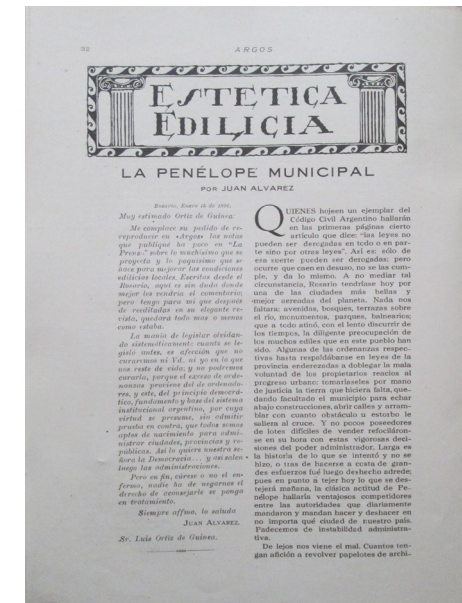 32
ARGOS
ESTETICA
EDILICIA
LA PENÉLOPE MUNICIPAL
POR JUAN ALVAREZ
Rosario, Enero 15 de
Muy estimado Ortiz de Guinea:
Me complace su pedido de re-
reproducir en «Argos» las notas
que publiqué ha poco en "La
Prensa" sobre lo muchísimo que se
proyecta y lo poquísimo que se
hace para mejorar las condiciones
edilicias locales. Escritas desde el
Rosario, aquí es sin duda donde
mejor les vendría el comentario;
pero tengo para mí que después
de reeditadas en su elegante re-
vista, quedará todo mas o menos
como estaba.
La manía de legislar olvidan-
do sistemáticamente cuanto se le-
gisló antes, es afección que no
curaremos ni Vd. ni yo en lo que
nos reste de vida; y no podremos
curarla, porque el exceso de orde-
nanzas proviene del de ordenado-
res, y este, del principio democrá-
tico, fundamento y base del sistema
institucional argentino, por cuya
virtud se presume, sin admitir
prueba en contra, que todos somos
aptos de nacimiento para admi-
nistrar ciudades, provincias y re-
públicas. Así lo quiere nuestra se-
ñora la Democracia... y así salen
luego las administraciones.
Pero en fin, cúrese o no el en-
fermo, nadie ha de negarnos el
derecho de aconsejarle se ponga
en tratamiento.
Siempre affmo. lo saluda
JUAN ALVAREZ.
Sr. Luis Ortiz de Guinea.
QUIENES hojeen un ejemplar del
Código Civil Argentino hallarán
en las primeras páginas cierto
artículo que dice: "las leyes no
pueden ser derogadas en todo o en par-
te sino por otras leyes". Así es: sólo de
esa suerte pueden ser derogadas; pero
ocurre que caen en desuso, no se las cum-
ple, y da lo mismo. A no mediar tal
circunstancia, Rosario tendríase hoy por
una de las ciudades más bellas y
mejor aereadas del planeta. Nada nos
faltara: avenidas, bosques, terrazas sobre
el río, monumentos, parques, balnearios;
que a todo atinó, con el lento discurrir de
los tiempos, la diligente preocupación de
los muchos ediles que en este pueblo han
sido. Algunas de las ordenanzas respec-
tivas hasta respaldábanse en leyes de la
provincia enderezadas a doblegar la mala
voluntad de los propietarios reacios al
progreso urbano: tomaríaseles por mano
de justicia la tierra que hiciera falta, que-
dando facultado el municipio para echar
abajo construcciones, abrir calles y arram-
blar con cuanto obstáculo u estorbo le
saliera al cruce. Y no pocos poseedores
de lotes difíciles de vender refociláron-
se en su hora con estas vigorosas deci-
siones del poder administrador. Larga es
la historia de lo que se intentó y no se
hizo, o tras de hacerse a costa de gran-
des esfuerzos fué luego deshecho adrede;
pues en punto a tejer hoy lo que se des-
tejerá mañana, la clásica actitud de Pe-
nélope hallaría ventajosos competidores
entre las autoridades que diariamente
mandaron y mandan hacer y deshacer en
no importa qué ciudad de nuestro país.
Padecemos de instabilidad administra-
tiva.
De lejos nos viene el mal. Cuantos ten-
gan afición a revolver papelotes de archi-